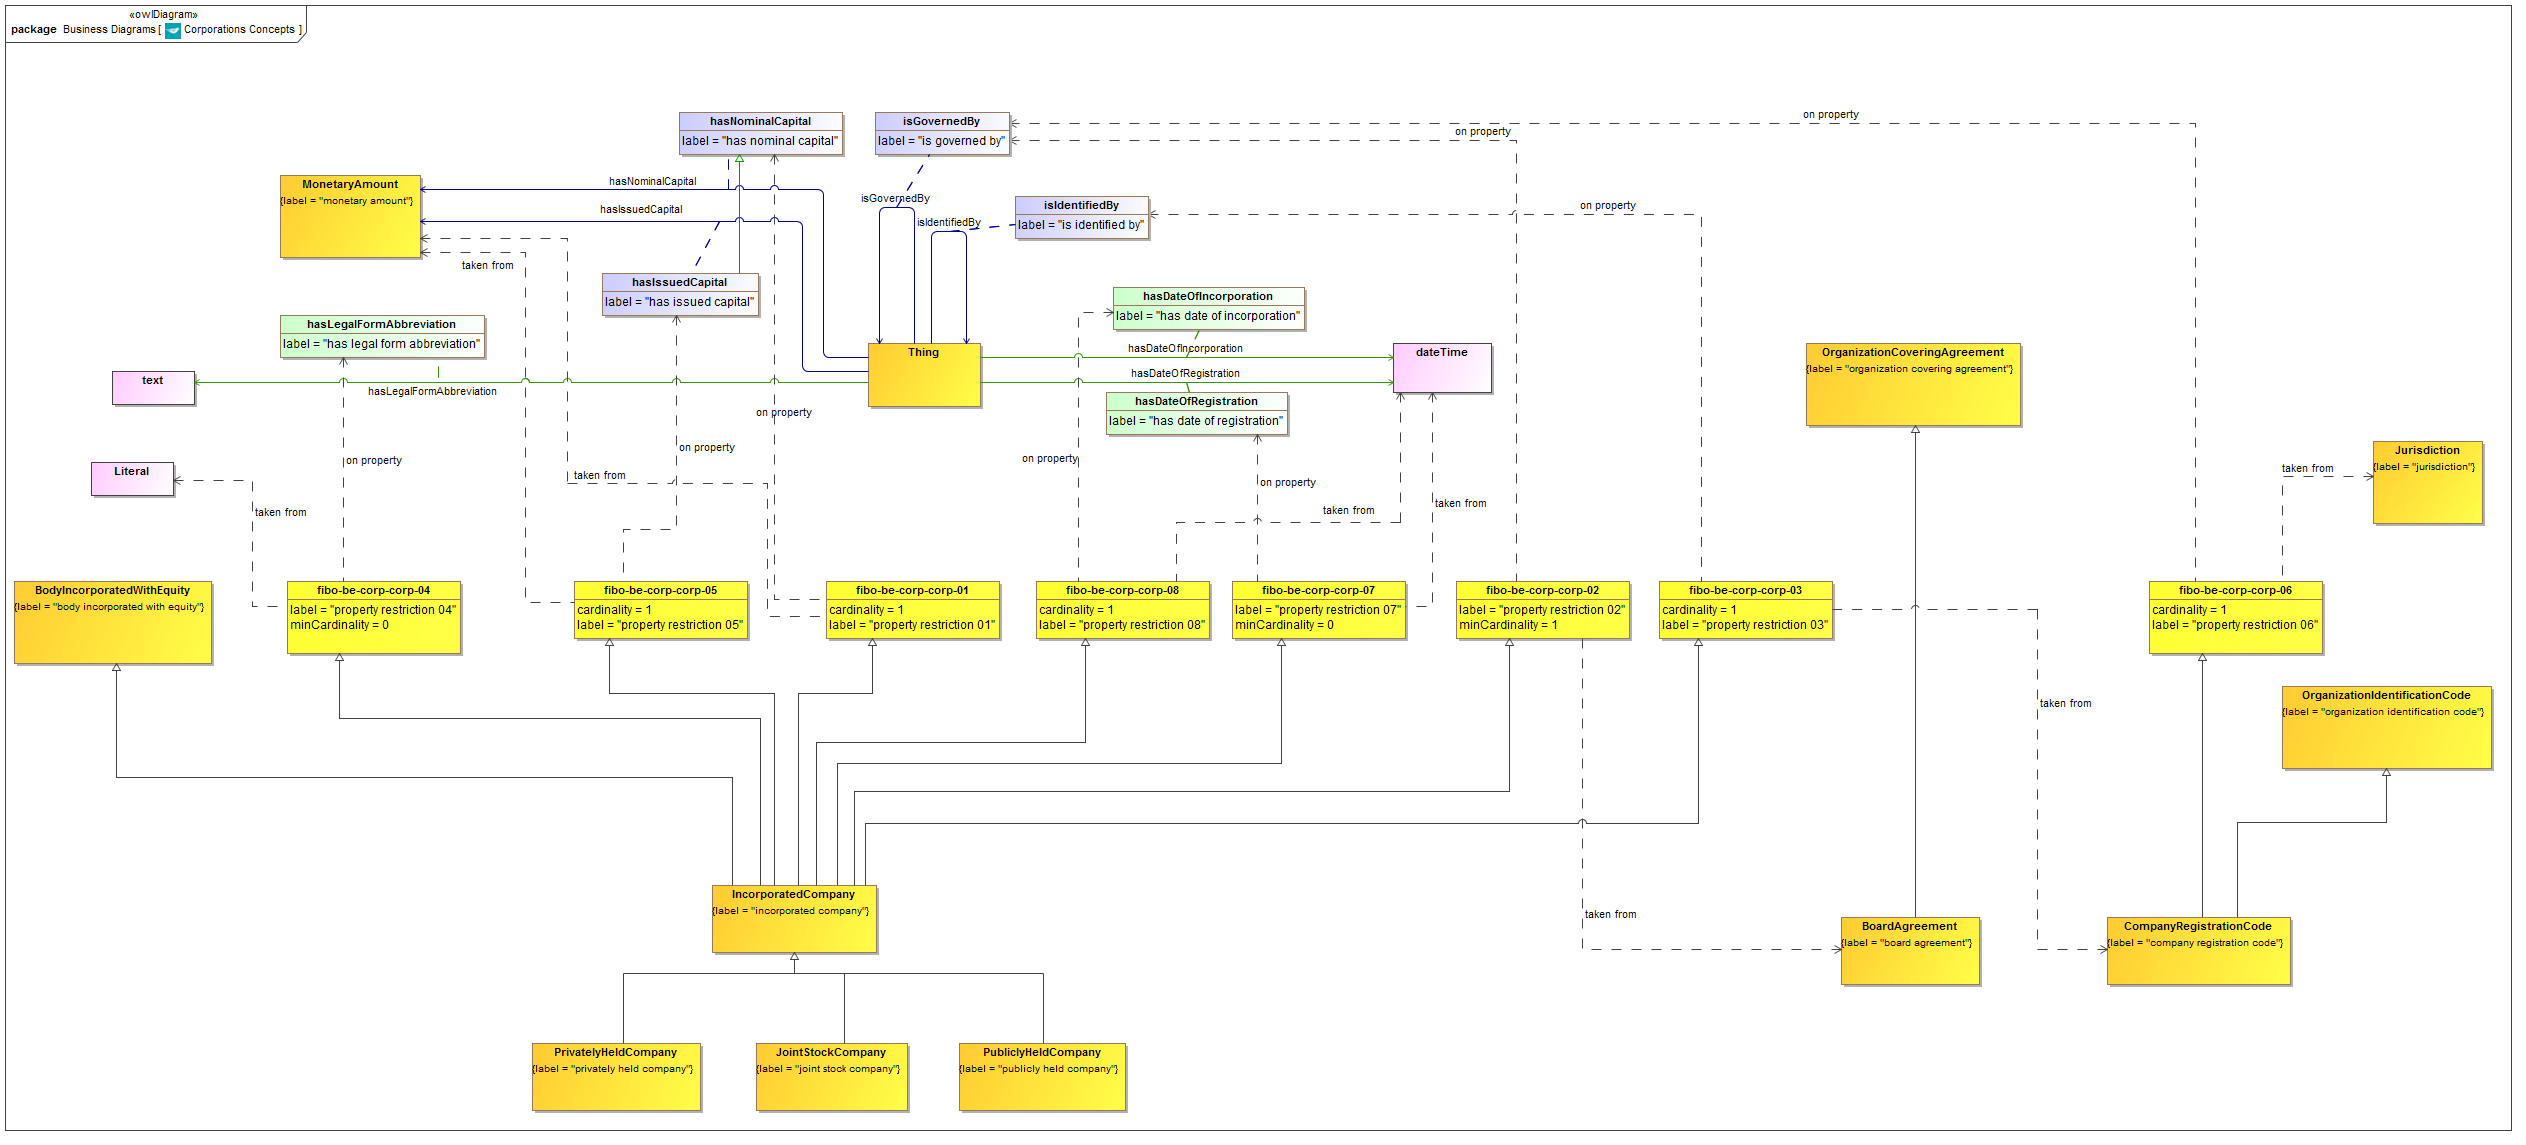 «owlDiagram»
package Business Diagrams [ Corporations Concepts ]
hasNominalCapital
label = "has nominal capital"
isGovernedBy
label = "is governed by"
on property
on property
MonetaryAmount
{label = "monetary amount"}
hasNominalCapital
hasIssuedCapital
isGovernedBy
isIdentifiedBy
isIdentifiedBy
label = "is identified by"
on property
taken from
hasIssuedCapital
label = "has issued capital"
hasLegalFormAbbreviation
label = "has legal form abbreviation"
hasDateOfIncorporation
label = "has date of incorporation"
text
hasLegalFormAbbreviation
Thing
hasDateOfIncorporation
hasDateOfRegistration
dateTime
hasDateOfRegistration
label = "has date of registration"
OrganizationCoveringAgreement
{label = "organization covering agreement"}
on property
on property
on property
on property
Literal
taken from
taken from
on property
taken from
taken from
taken from
Jurisdiction
{label = "jurisdiction"}
BodyIncorporatedWithEquity
{label = "body incorporated with equity"}
fibo-be-corp-corp-04
label = "property restriction 04"
minCardinality = 0
fibo-be-corp-corp-05
cardinality = 1
label = "property restriction 05"
fibo-be-corp-corp-01
cardinality = 1
label = "property restriction 01"
fibo-be-corp-corp-08
cardinality = 1
label = "property restriction 08"
fibo-be-corp-corp-07
label = "property restriction 07"
minCardinality = 0
fibo-be-corp-corp-02
label = "property restriction 02"
minCardinality = 1
fibo-be-corp-corp-03
cardinality = 1
label = "property restriction 03"
fibo-be-corp-corp-06
cardinality = 1
label = "property restriction 06"
taken from
OrganizationIdentificationCode
{label = "organization identification code"}
IncorporatedCompany
{label = "incorporated company"}
taken from
BoardAgreement
{label = "board agreement"}
CompanyRegistrationCode
{label = "company registration code"}
PrivatelyHeldCompany
{label = "privately held company"}
JointStockCompany
{label = "joint stock company"}
PubliclyHeldCompany
{label = "publicly held company"}